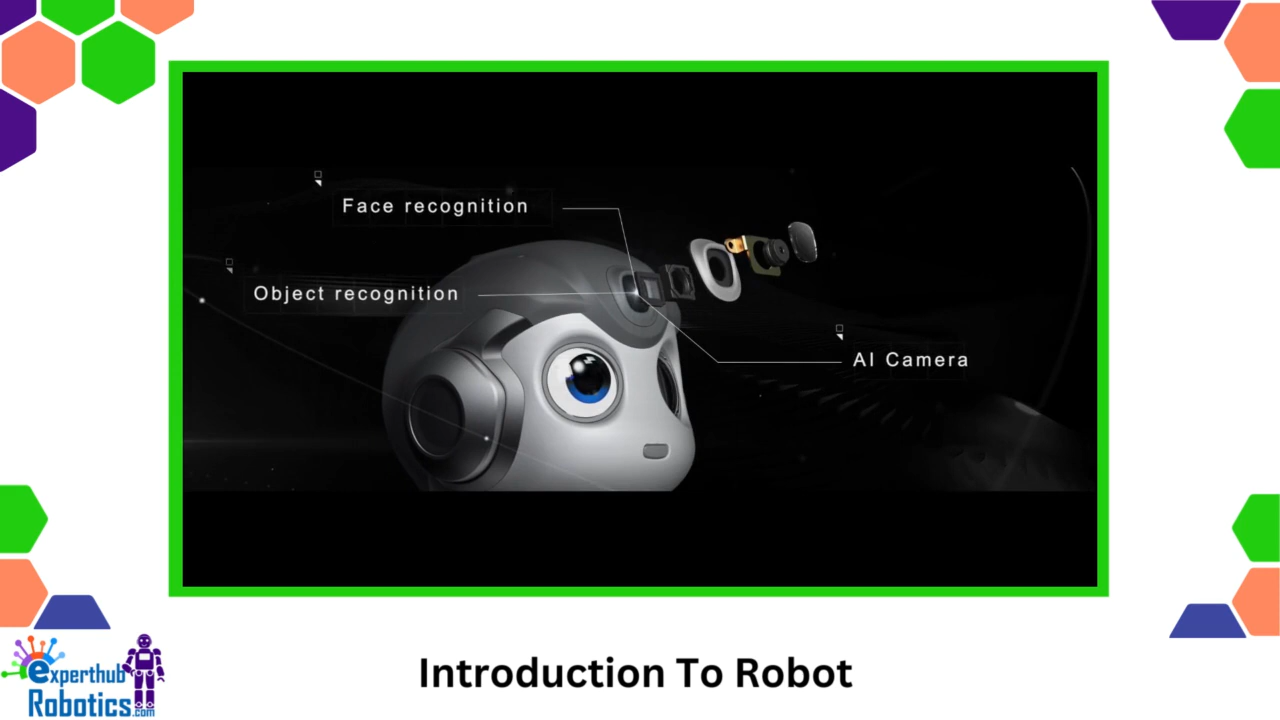 Face recognition
Object recognition
AI Camera
Introduction To Robot
experthub
Robotics.com